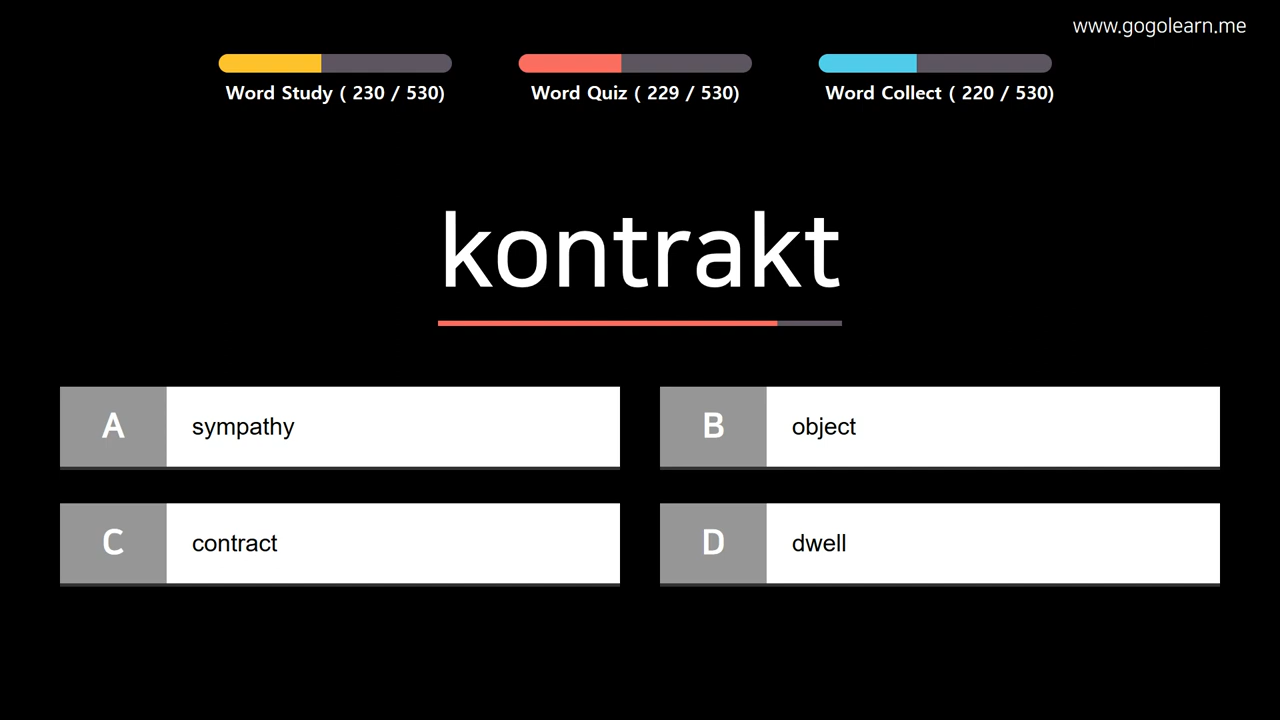 www.gogolearn.me
Word Study ( 230 / 530)
Word Quiz ( 229 / 530)
Word Collect ( 220 / 530)
kontrakt
A sympathy
B object
C contract
D dwell